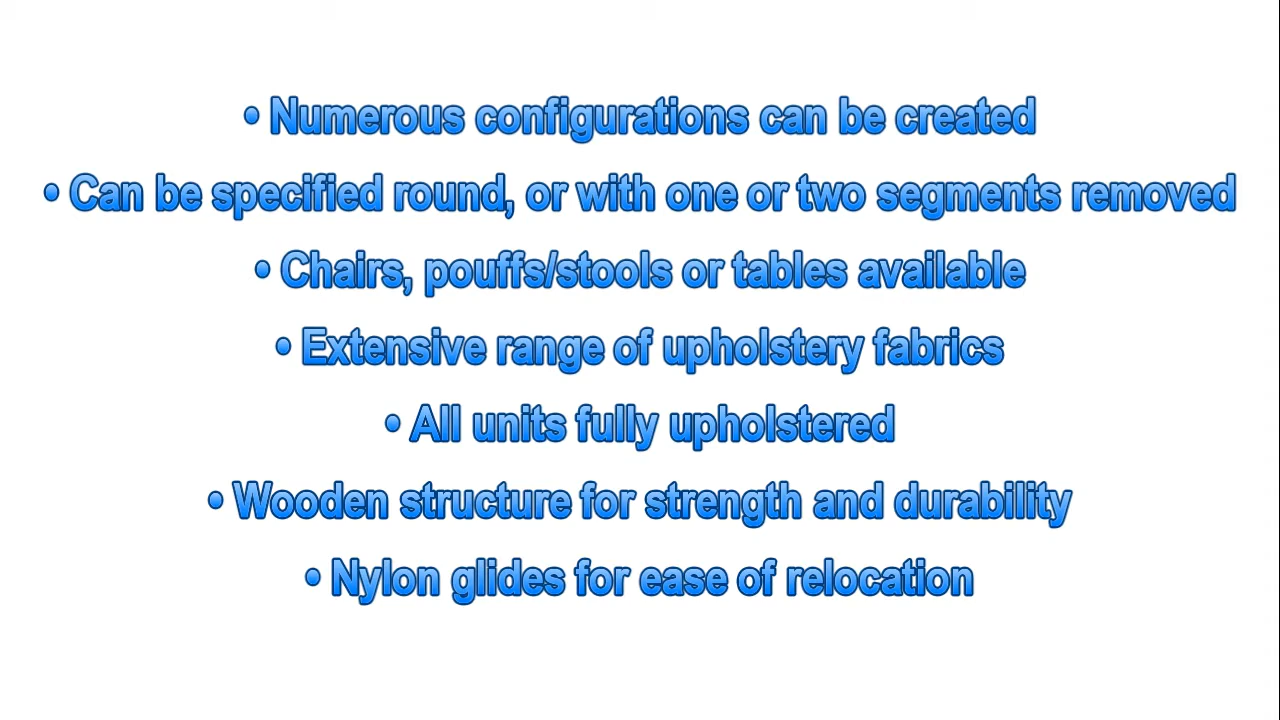 • Numerous configurations can be created
• Can be specified round, or with one or two segments removed
• Chairs, pouffs/stools or tables available
• Extensive range of upholstery fabrics
• All units fully upholstered
• Wooden structure for strength and durability
• Nylon glides for ease of relocation